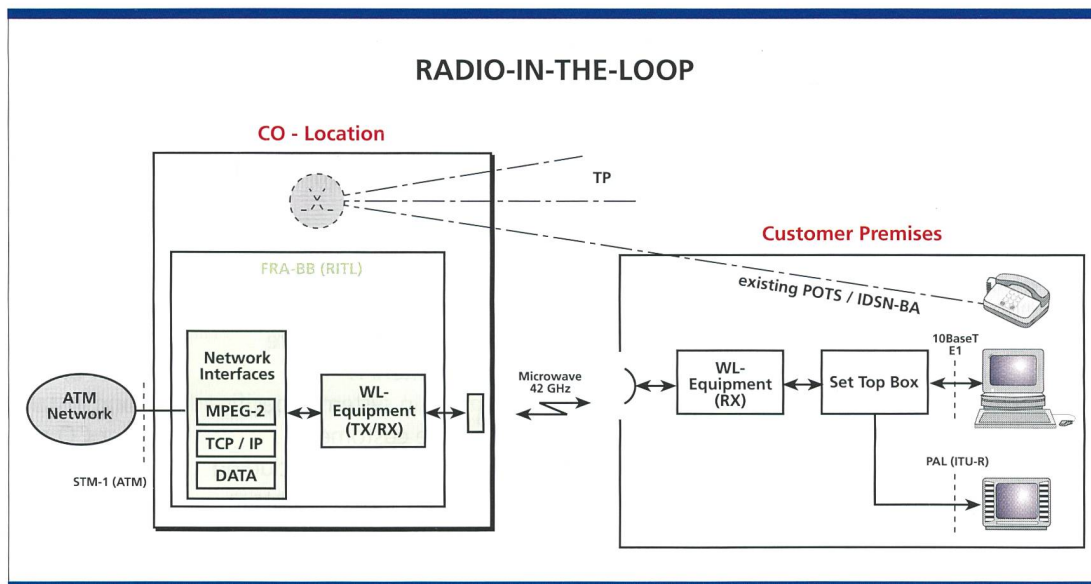 RADIO-IN-THE-LOOP
CO - Location
TP
Customer Premises
FRA-BB (RITL)
existing POTS / IDSN-BA
10BaseT
E1
Network
Interfaces
MPEG-2
TCP / IP
DATA
WL-
Equipment
(TX/RX)
ATM
Network
STM-1 (ATM)
Microwave
42 GHz
WL-
Equipment
(RX)
Set Top Box
PAL (ITU-R)